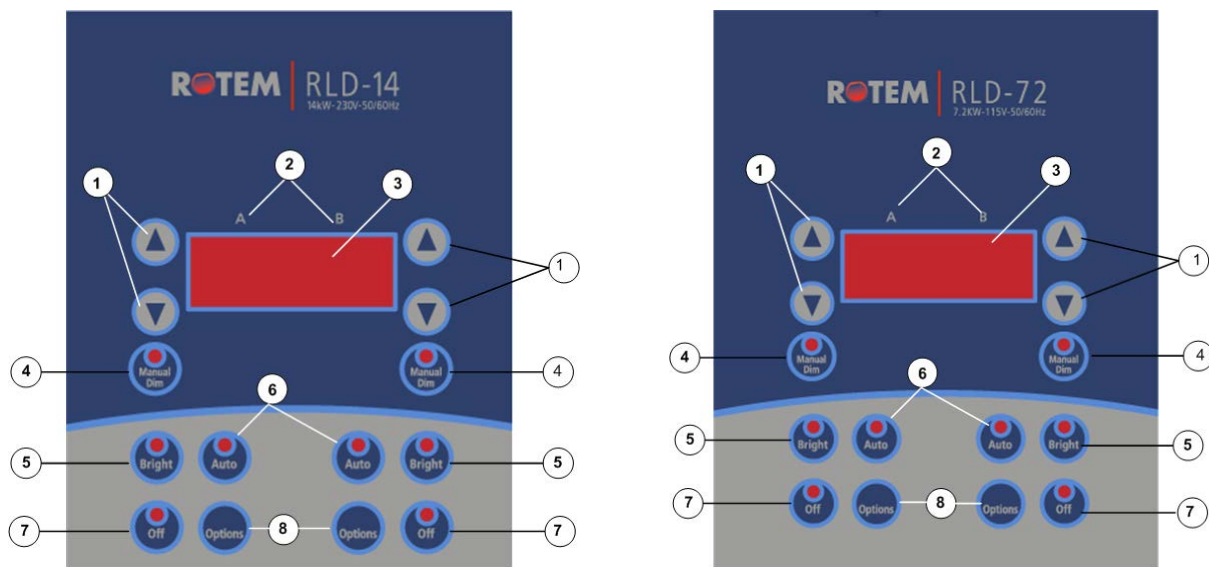 ROTEM RLD-14
14kW-230V-50/60Hz
2
1
3
A B
1
Manual Dim
Manual Dim
4
4
6
5
Bright
Auto
Auto
Bright
5
7
Off
Options
8
Options
Off
7
ROTEM RLD-72
7.2KW-115V-50/60Hz
2
1
3
A B
1
Manual Dim
Manual Dim
4
4
6
5
Bright
Auto
Auto
Bright
5
7
Off
Options
8
Options
Off
7